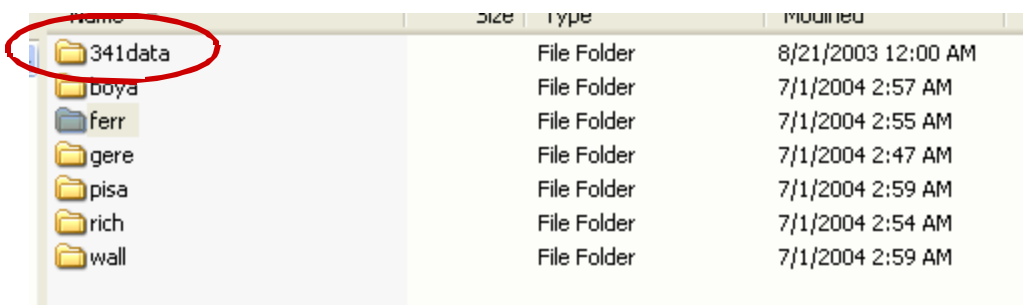 Name Size Type Modified
341data File Folder 8/21/2003 12:00 AM
boya File Folder 7/1/2004 2:57 AM
ferr File Folder 7/1/2004 2:55 AM
gere File Folder 7/1/2004 2:47 AM
pisa File Folder 7/1/2004 2:59 AM
rich File Folder 7/1/2004 2:54 AM
wall File Folder 7/1/2004 2:59 AM